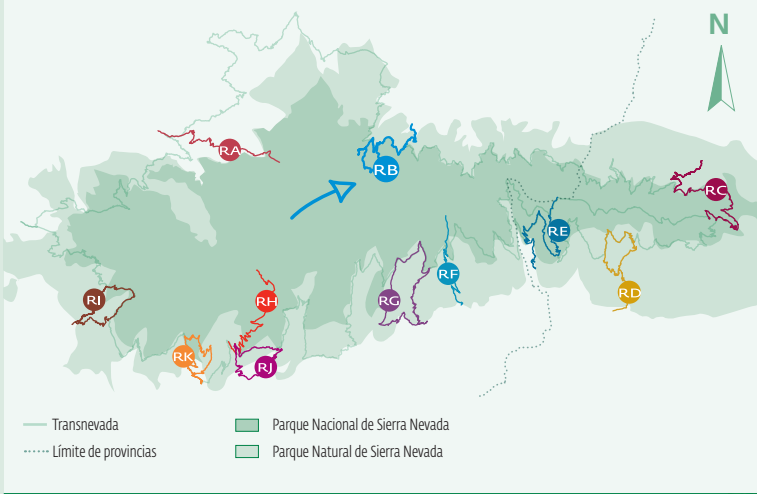 N
RA
RB
RC
RE
RF
RI
RH
RG
RD
RK
RJ
Transnevada
Parque Nacional de Sierra Nevada
Límite de provincias
Parque Natural de Sierra Nevada